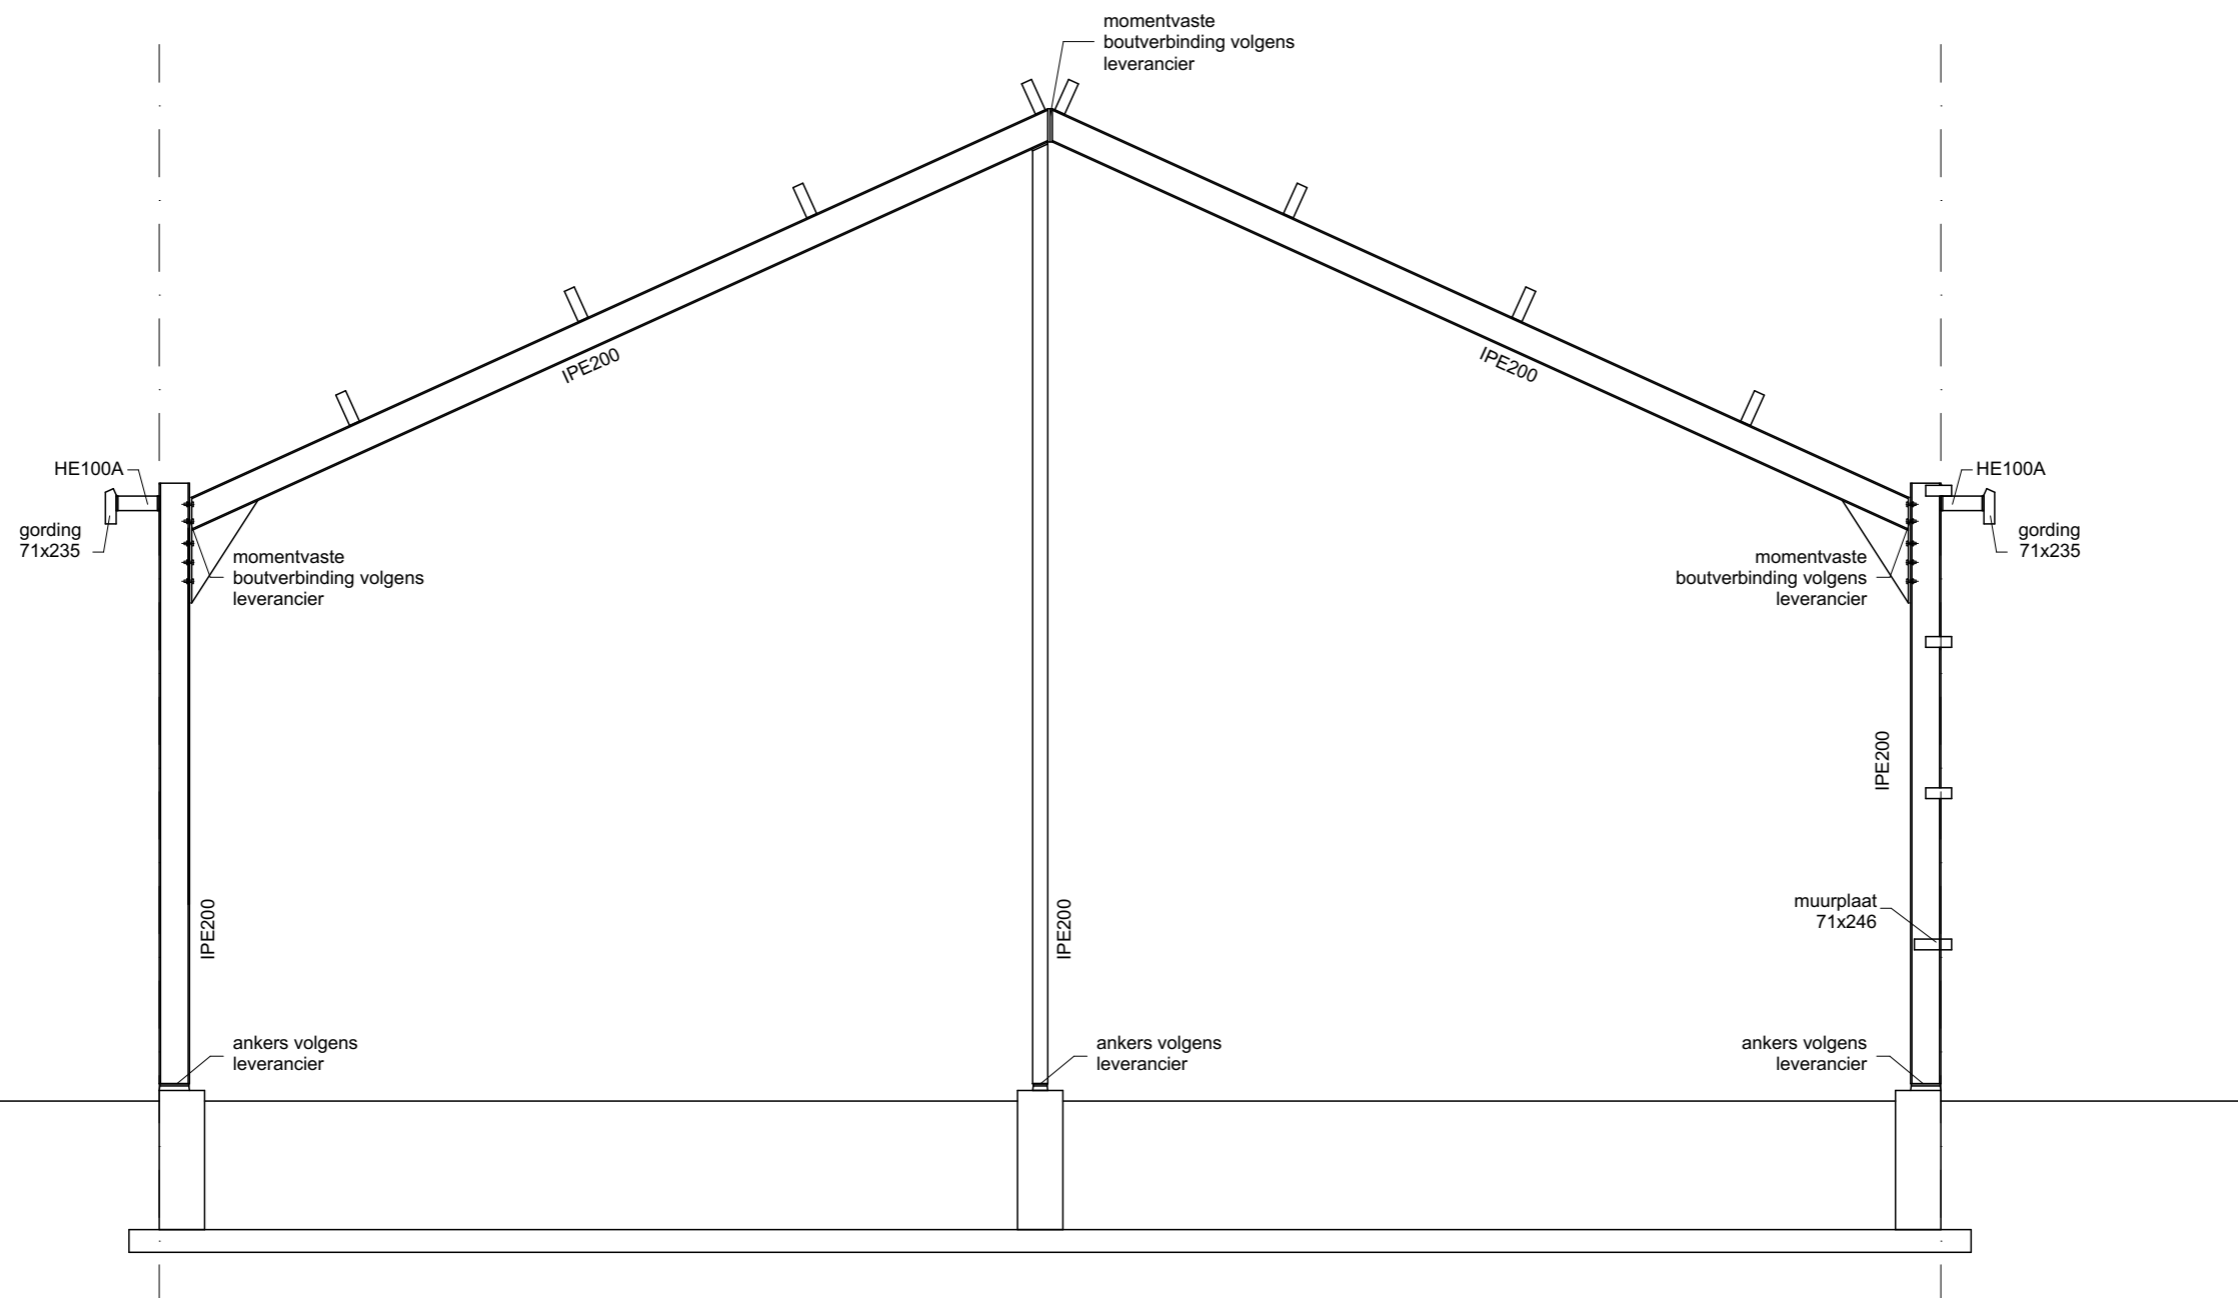 momentvaste
boutverbinding volgens
leverancier
IPE200
IPE200
HE100A
gording
71x235
momentvaste
boutverbinding volgens
leverancier
HE100A
gording
71x235
momentvaste
boutverbinding volgens
leverancier
IPE200
muurplaat
71x246
IPE200
IPE200
ankers volgens
leverancier
ankers volgens
leverancier
ankers volgens
leverancier